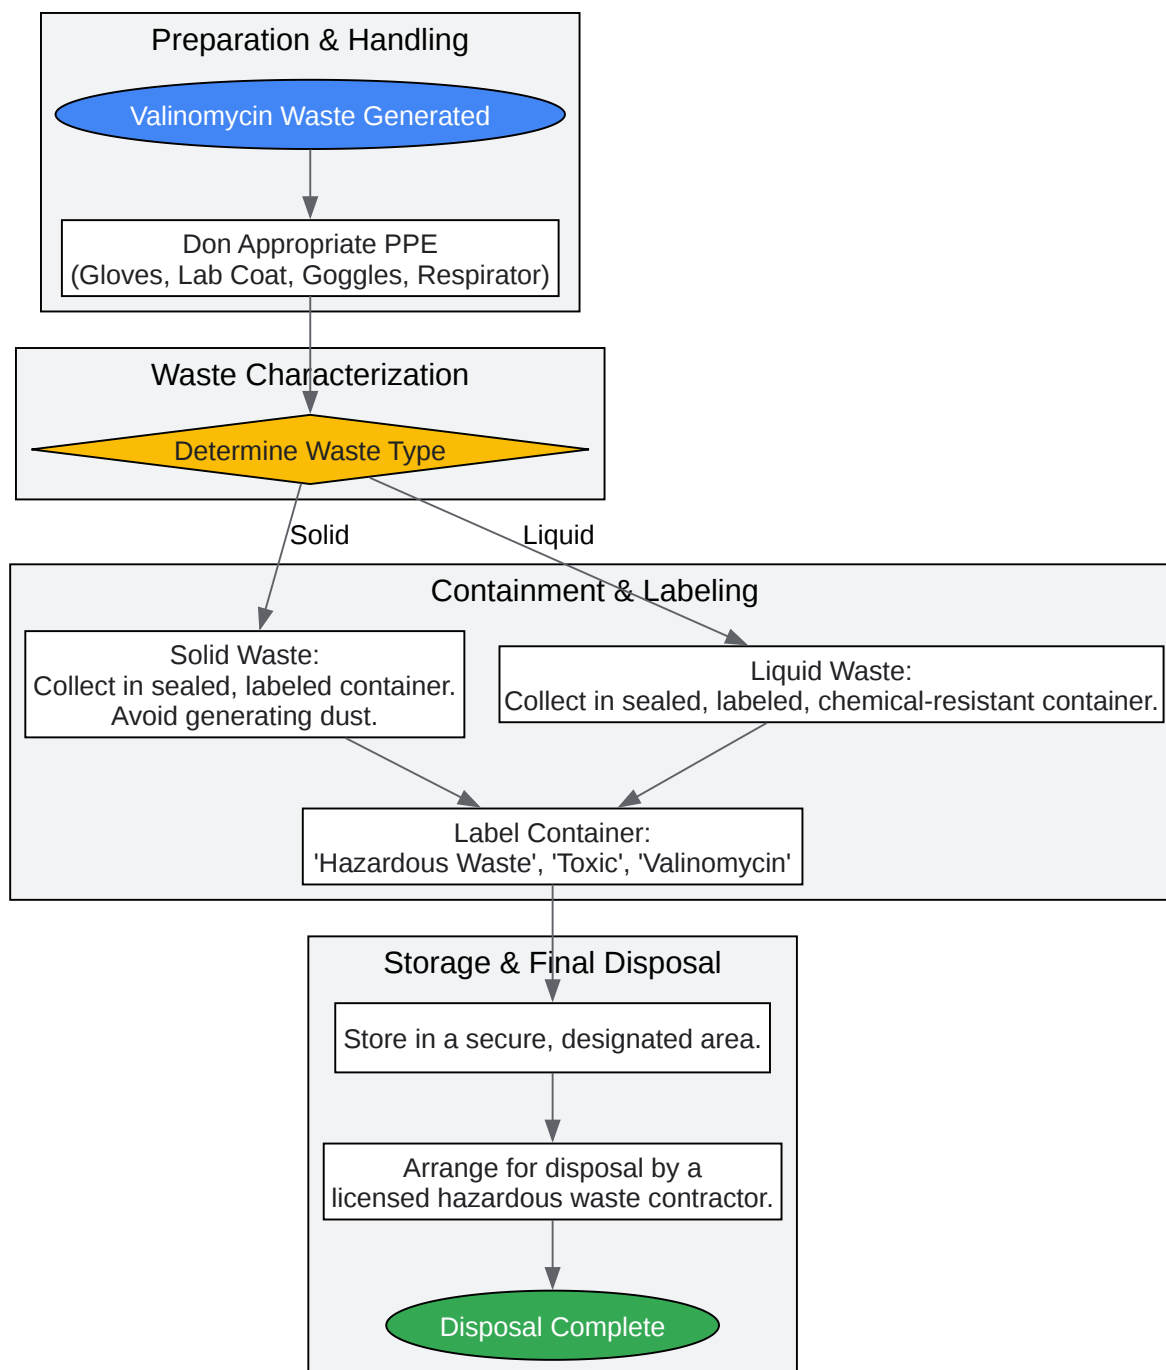 Preparation & Handling
Valinomycin Waste Generated
Don Appropriate PPE
(Gloves, Lab Coat, Goggles, Respirator)
Waste Characterization
Determine Waste Type
Solid
Liquid
Containment & Labeling
Solid Waste:
Collect in sealed, labeled container.
Avoid generating dust.
Liquid Waste:
Collect in sealed, labeled, chemical-resistant container.
Label Container:
'Hazardous Waste', 'Toxic', 'Valinomycin'
Storage & Final Disposal
Store in a secure, designated area.
Arrange for disposal by a
licensed hazardous waste contractor.
Disposal Complete